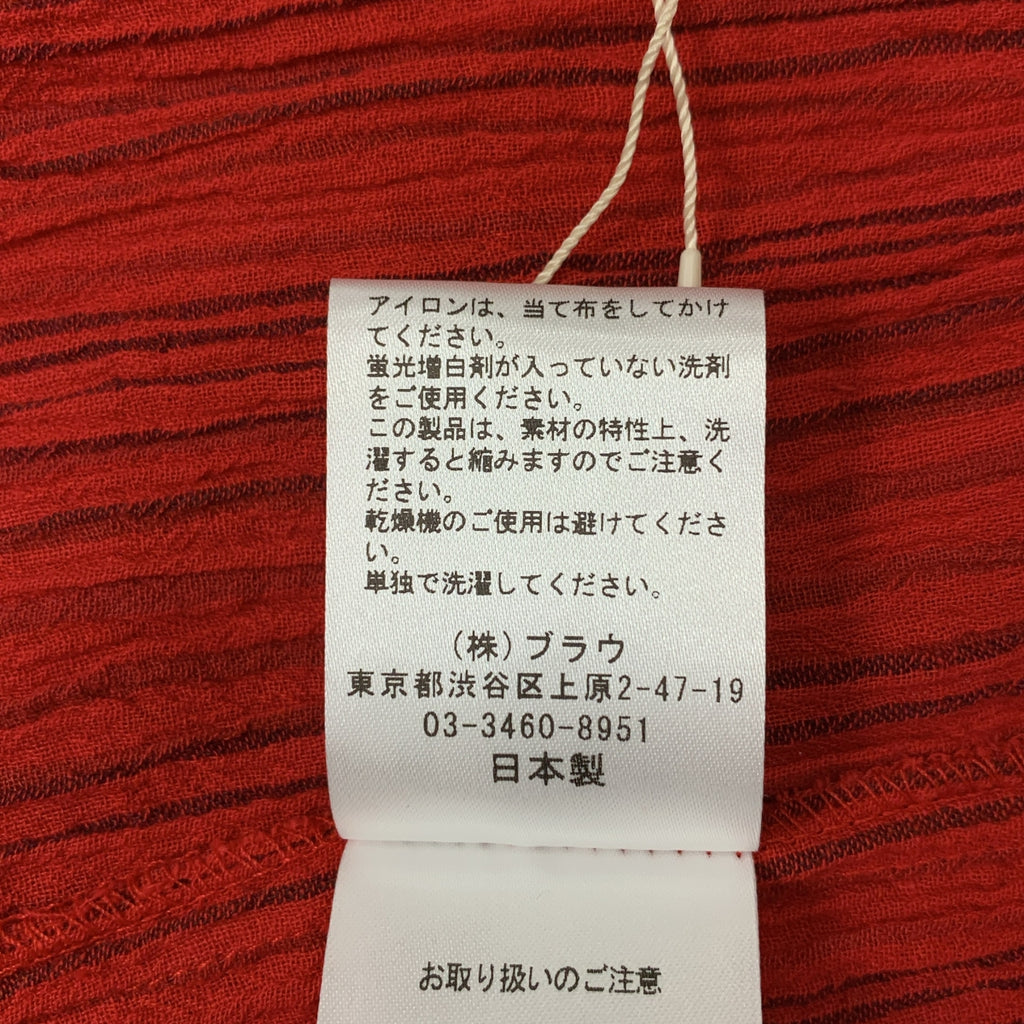 アイロンは、当て布をしてかけ
てください。
蛍光増白剤が入っていない洗剤
をご使用ください。
この製品は、素材の特性上、洗
濯すると縮みますのでご注意く
ださい。
乾燥機のご使用は避けてくださ
い。
単独で洗濯してください。
(株)ブラウ
東京都渋谷区上原2-47-19
03-3460-8951
日本製
お取り扱いのご注意